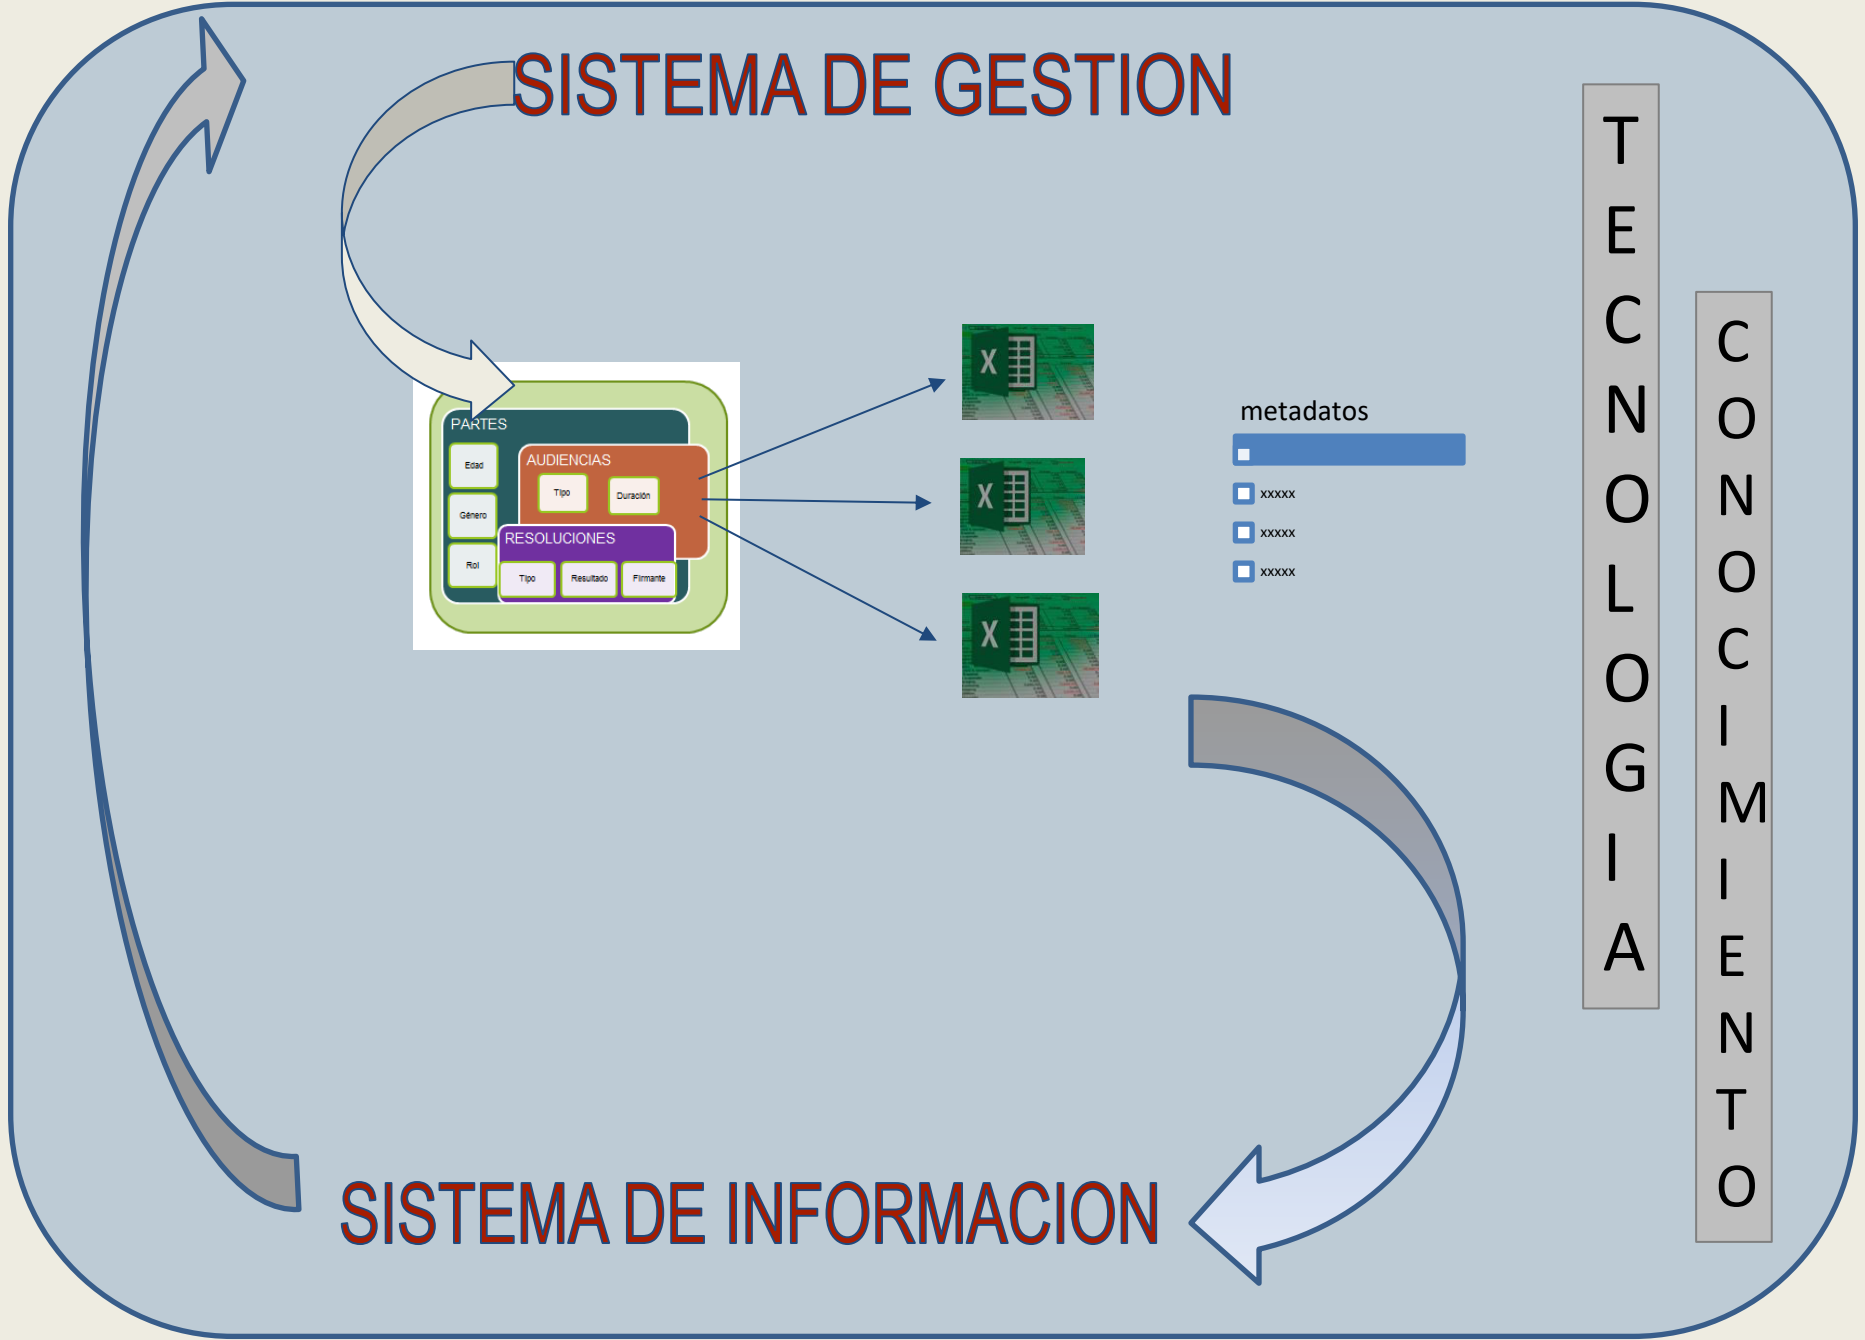 SISTEMA DE GESTION
PARTES
Edad
Género
Rol
AUDIENCIAS
Tipo
Duración
RESOLUCIONES
Tipo
Resultado
Firmante
X
X
X
metadatos
xxxxx
xxxxx
xxxxx
TECNOLOGIA
CONOCIMIENTO
SISTEMA DE INFORMACION